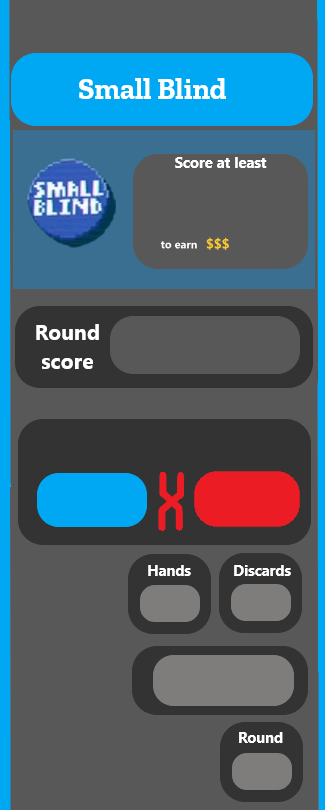 Small Blind
SMALL
BLIND
Score at least
to earn $$$
Round
score
X
Hands
Discards
Round